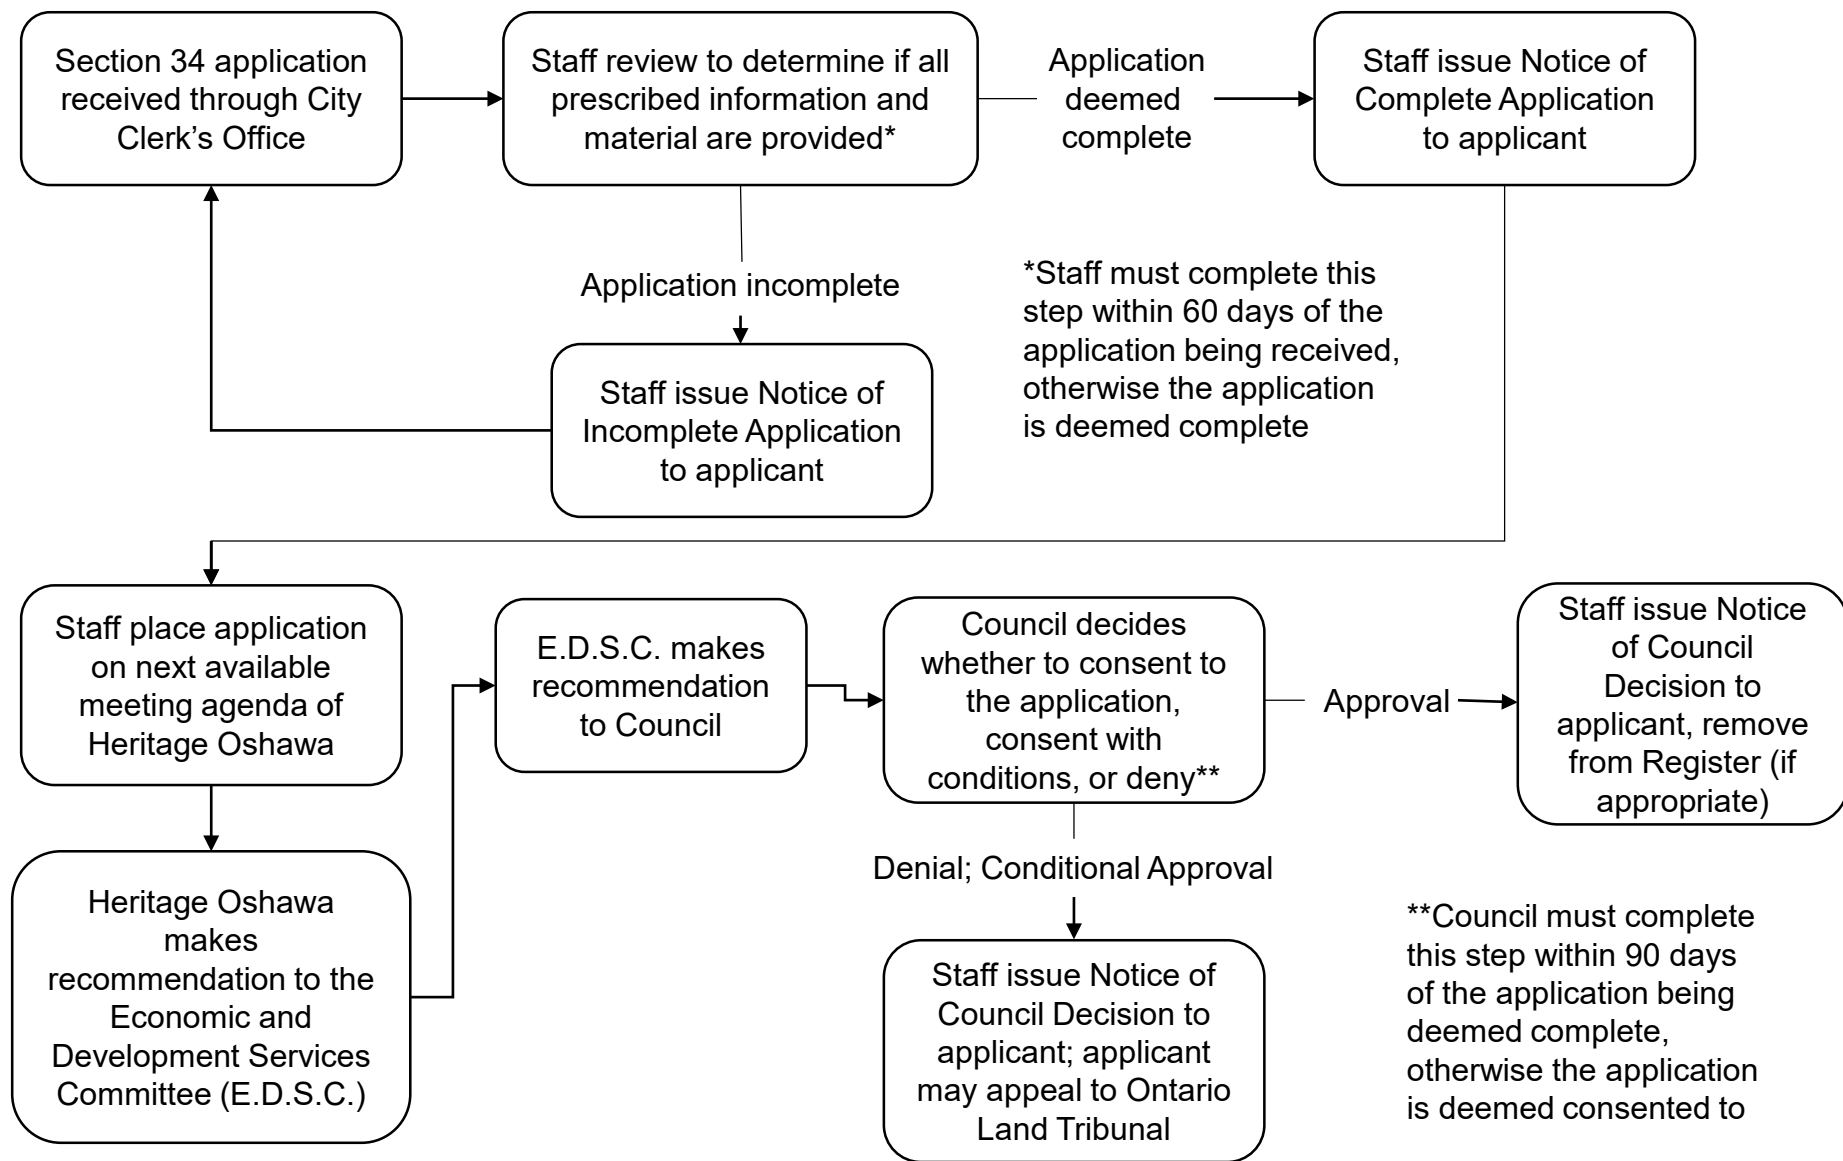 Section 34 application
received through City
Clerk’s Office
Staff review to determine if all
prescribed information and
material are provided*
Application
deemed
complete
Staff issue Notice of
Complete Application
to applicant
Application incomplete
*Staff must complete this
step within 60 days of the
application being received,
otherwise the application
is deemed complete
Staff issue Notice of
Incomplete Application
to applicant
Staff place application
on next available
meeting agenda of
Heritage Oshawa
Heritage Oshawa
makes
recommendation to the
Economic and
Development Services
Committee (E.D.S.C.)
E.D.S.C. makes
recommendation
to Council
Council decides
whether to consent to
the application,
consent with
conditions, or deny**
Approval
Staff issue Notice
of Council
Decision to
applicant, remove
from Register (if
appropriate)
Denial; Conditional Approval
Staff issue Notice of
Council Decision to
applicant; applicant
may appeal to Ontario
Land Tribunal
**Council must complete
this step within 90 days
of the application being
deemed complete,
otherwise the application
is deemed consented to